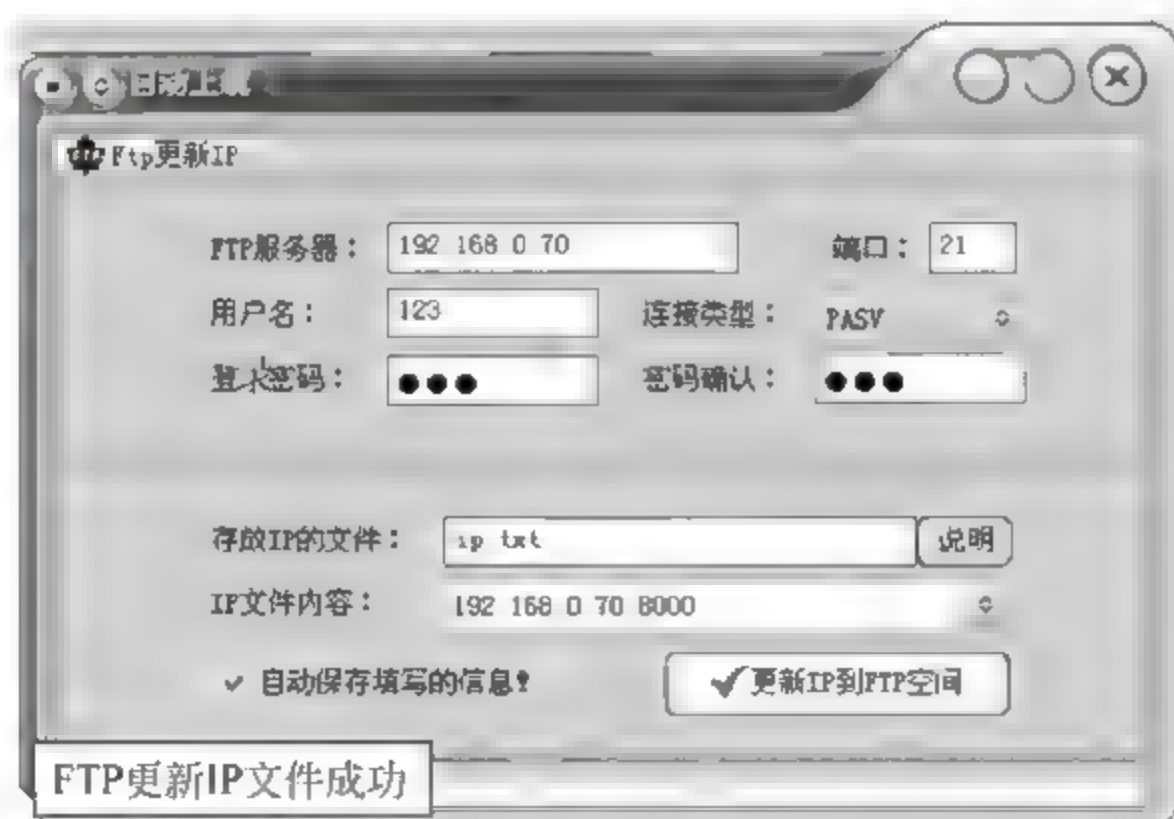 自动上线
Ftp更新IP
FTP服务器： 192 168 0 70 端口： 21
用户名： 123 连接类型： PASV
登录密码： ●●● 密码确认： ●●●
存放IP的文件： ip txt 说明
IP文件内容： 192 168 0 70 8000
自动保存填写的信息! 更新IP到FTP空间
FTP更新IP文件成功